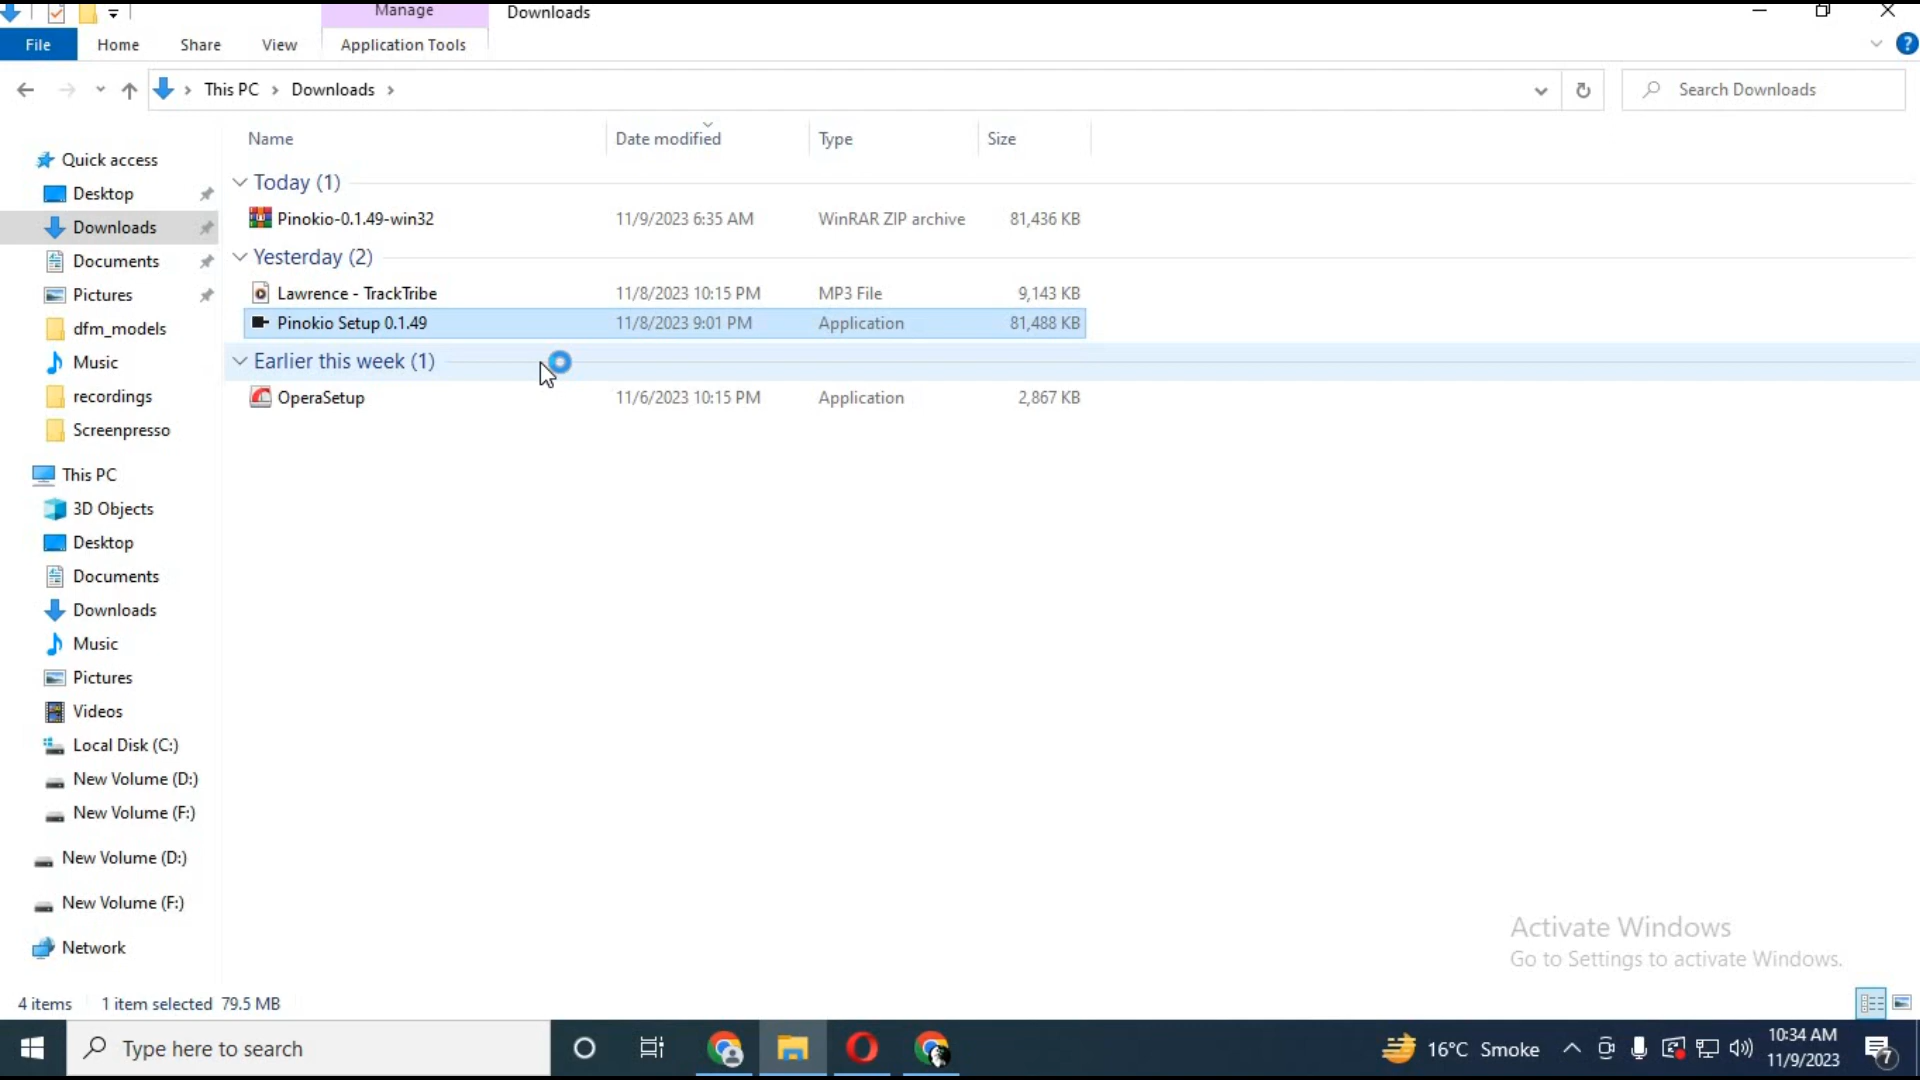 Manage
Downloads
File
Home
Share
View
Application Tools
This PC
Downloads
Search Downloads
Name
Date modified
Type
Size
Quick access
Desktop
Downloads
Documents
Pictures
dfm_models
Music
recordings
Screenpresso
This PC
3D Objects
Desktop
Documents
Downloads
Music
Pictures
Videos
Local Disk (C:)
New Volume (D:)
New Volume (F:)
New Volume (D:)
New Volume (F:)
Network
Today (1)
Pinokio-0.1.49-win32 11/9/2023 6:35 AM WinRAR ZIP archive 81,436 KB
Yesterday (2)
Lawrence - TrackTribe 11/8/2023 10:15 PM MP3 File 9,143 KB
Pinokio Setup 0.1.49 11/8/2023 9:01 PM Application 81,488 KB
Earlier this week (1)
OperaSetup 11/6/2023 10:15 PM Application 2,867 KB
Activate Windows
Go to Settings to activate Windows.
4 items 1 item selected 79.5 MB
Type here to search
16°C Smoke
10:34 AM
11/9/2023
7